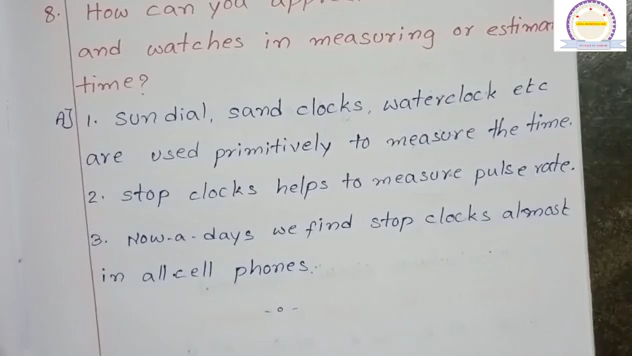 8. How can you
and watches in measuring or
time?
A] 1. Sun dial, sand clocks, waterclock etc
are used primitively to measure the time.
2. Stop clocks helps to measure pulse rate.
3. Now-a-days we find stop clocks almost
in all cell phones.
-o-